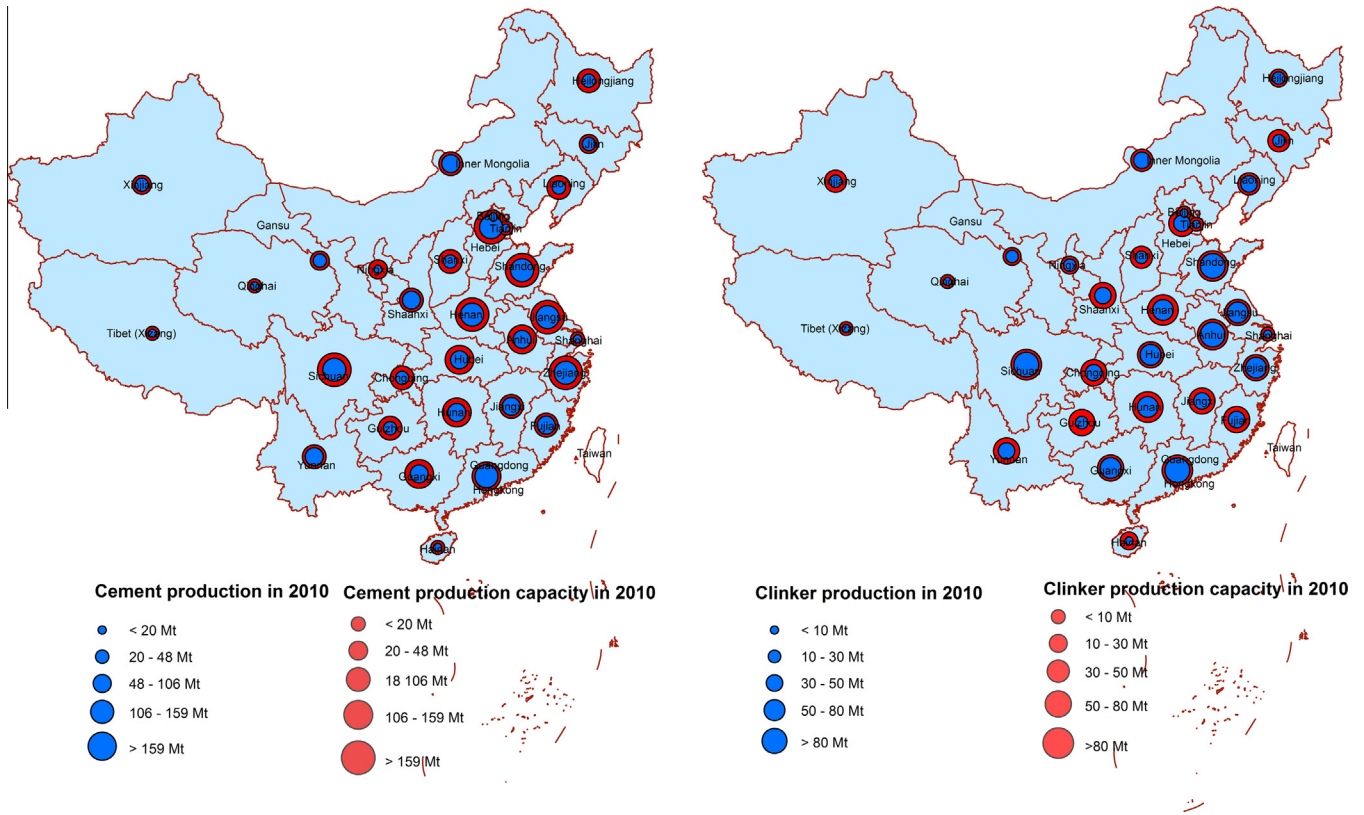 Heilongjiang
Jilin
Inner Mongolia
Liaoning
Xinjiang
Beijing
Tianjin
Gansu
Hebei
Shanxi
Ningxia
Shandong
Qinghai
Shaanxi
Henan
Jiangsu
Tibet (Xizang)
Anhui
Shanghai
Hubei
Sichuan
Chongqing
Zhejiang
Hunan
Jiangxi
Guizhou
Fujian
Yunnan
Guangxi
Guangdong
Hongkong
Taiwan
Hainan
Cement production in 2010
< 20 Mt
20 - 48 Mt
48 - 106 Mt
106 - 159 Mt
> 159 Mt
Cement production capacity in 2010
< 20 Mt
20 - 48 Mt
18 106 Mt
106 - 159 Mt
> 159 Mt
Heilongjiang
Jilin
Inner Mongolia
Liaoning
Xinjiang
Beijing
Tianjin
Gansu
Hebei
Shanxi
Ningxia
Shandong
Qinghai
Shaanxi
Henan
Jiangsu
Tibet (Xizang)
Anhui
Shanghai
Hubei
Sichuan
Chongqing
Zhejiang
Hunan
Jiangxi
Guizhou
Fujian
Yunnan
Guangxi
Guangdong
Hongkong
Taiwan
Hainan
Clinker production in 2010
< 10 Mt
10 - 30 Mt
30 - 50 Mt
50 - 80 Mt
> 80 Mt
Clinker production capacity in 2010
< 10 Mt
10 - 30 Mt
30 - 50 Mt
50 - 80 Mt
>80 Mt